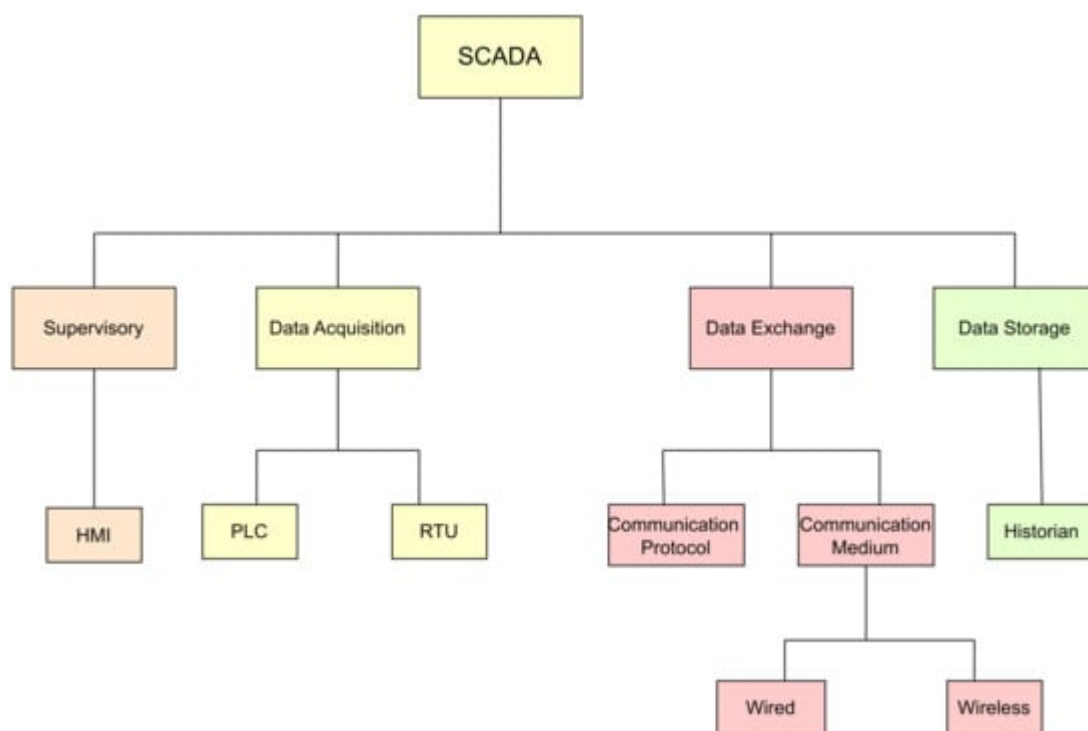 SCADA
Supervisory
Data Acquisition
Data Exchange
Data Storage
HMI
PLC
RTU
Communication
Protocol
Communication
Medium
Historian
Wired
Wireless